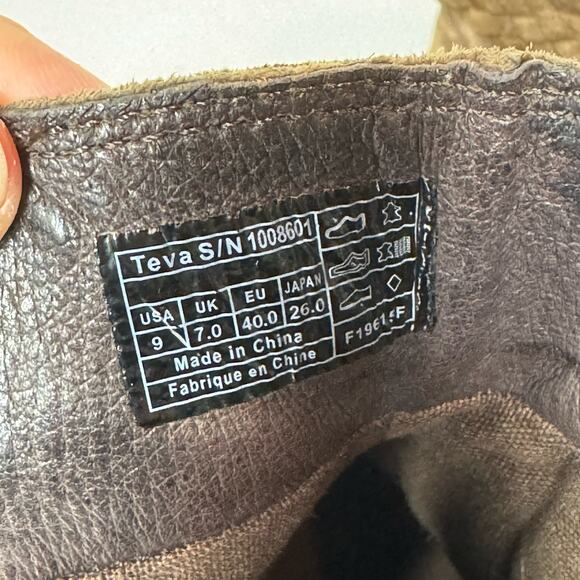 Teva S/N 1008601
USA UK EU JAPAN
9 7.0 40.0 26.0
Made in China
Fabrique en Chine